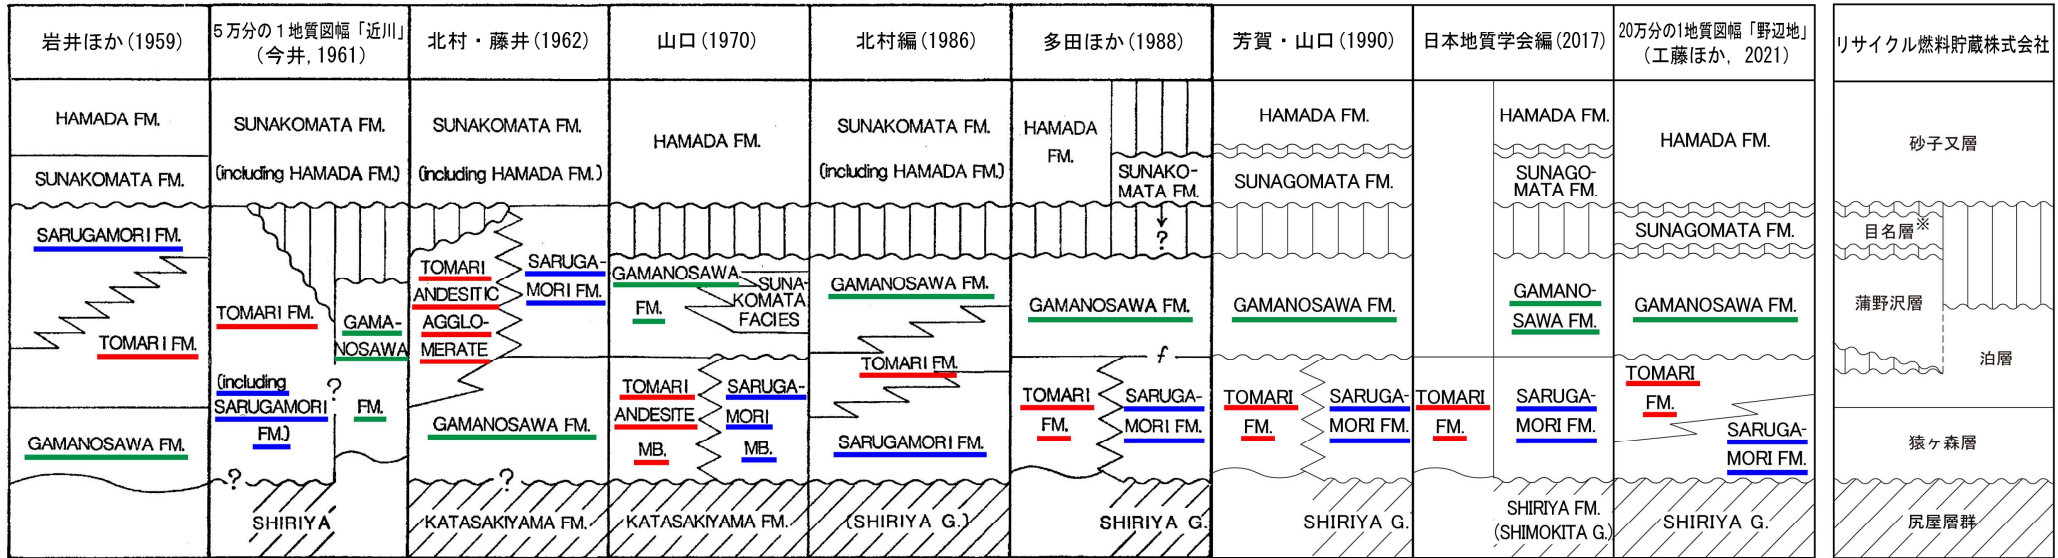 岩井ほか(1959)
5万分の1地質図幅「近川」
(今井, 1961)
北村・藤井(1962)
山口(1970)
北村編(1986)
多田ほか(1988)
芳賀・山口(1990)
日本地質学会編(2017)
20万分の1地質図幅「野辺地」
(工藤ほか, 2021)
リサイクル燃料貯蔵株式会社
HAMADA FM.
SUNAKOMATA FM.
SARUGAMORI FM.
TOMARI FM.
GAMANOSAWA FM.
SUNAKOMATA FM.
(including HAMADA FM.)
TOMARI FM.
(including
SARUGAMORI
FM.)
GAMA-
NOSAWA
FM.
?
?
SHIRIYA
SUNAKOMATA FM.
(including HAMADA FM.)
TOMARI
ANDESITIC
AGGLO-
MERATE
SARUGA-
MORI FM.
GAMANOSAWA FM.
?
KATASAKIYAMA FM.
HAMADA FM.
GAMANOSAWA
FM.
SUNA-
KOMATA
FACIES
TOMARI
ANDESITE
MB.
SARUGA-
MORI
MB.
KATASAKIYAMA FM.
SUNAKOMATA FM.
(including HAMADA FM.)
GAMANOSAWA FM.
TOMARI FM.
SARUGAMORI FM.
(SHIRIYA G.)
HAMADA
FM.
SUNAKO-
MATA FM.
?
GAMANOSAWA FM.
f
TOMARI
FM.
SARUGA-
MORI FM.
SHIRIYA G.
HAMADA FM.
SUNAGOMATA FM.
GAMANOSAWA FM.
TOMARI
FM.
SARUGA-
MORI FM.
SHIRIYA G.
HAMADA FM.
SUNAGO-
MATA FM.
GAMANO-
SAWA FM.
TOMARI
FM.
SARUGA-
MORI FM.
SHIRIYA FM.
(SHIMOKITA G.)
HAMADA FM.
SUNAGOMATA FM.
GAMANOSAWA FM.
TOMARI
FM.
SARUGA-
MORI FM.
SHIRIYA G.
砂子又層
目名層※
蒲野沢層
泊層
猿ヶ森層
尻屋層群